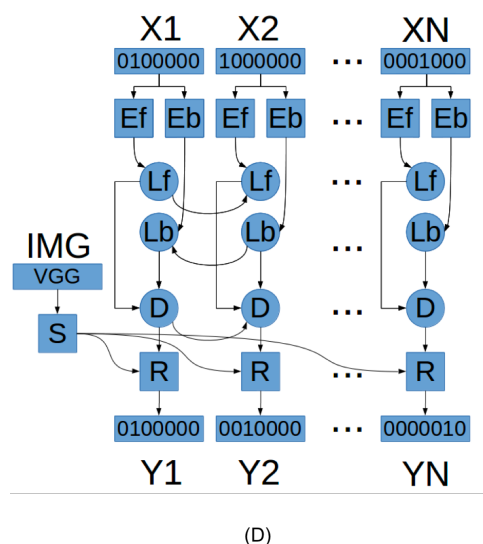 X1 X2 XN
0100000 1000000 ... 0001000
Ef Eb Ef Eb ... Ef Eb
Lf Lf ... Lf
Lb Lb ... Lb
IMG
VGG
D D ... D
S
R R ... R
0100000 0010000 ... 0000010
Y1 Y2 YN
(D)